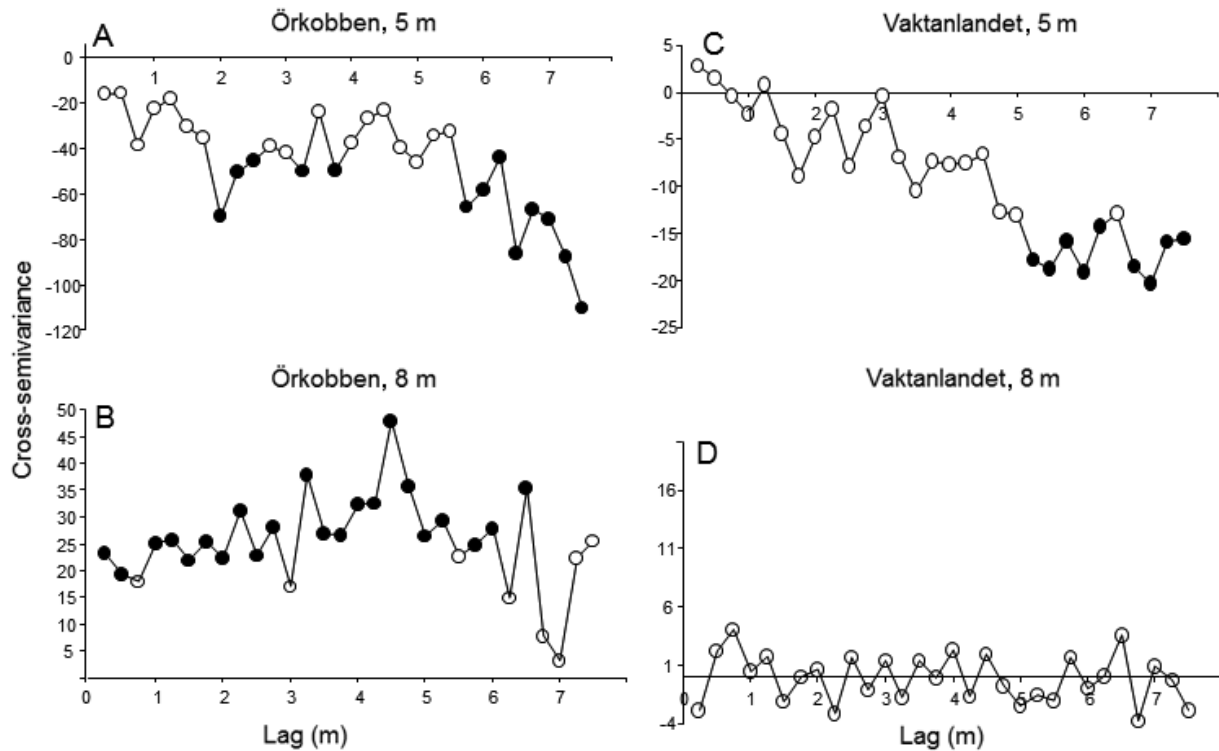 Örkobben, 5 m
A
0
-20
-40
-60
-80
-100
-120
1 2 3 4 5 6 7
Vaktanlandet, 5 m
C
5
0
-5
-10
-15
-20
-25
1 2 3 4 5 6 7
Cross-semivariance
Örkobben, 8 m
B
50
45
40
35
30
25
20
15
10
5
0 1 2 3 4 5 6 7
Lag (m)
Vaktanlandet, 8 m
D
16
11
6
1
-4
0 1 2 3 4 5 6 7
Lag (m)